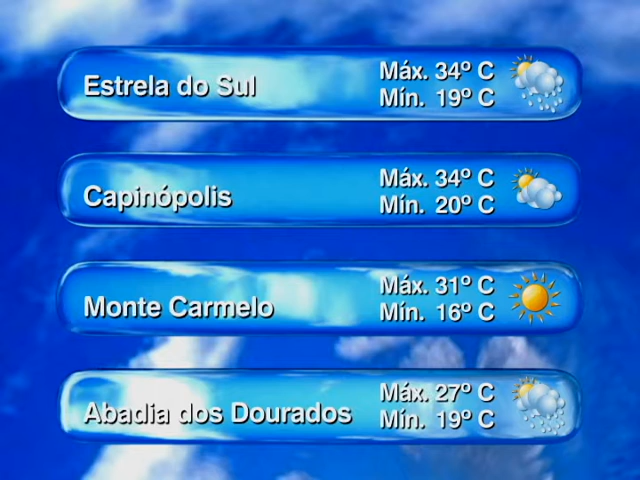 Estrela do Sul
Máx. 34º C
Mín. 19º C
Capinópolis
Máx. 34º C
Mín. 20º C
Monte Carmelo
Máx. 31º C
Mín. 16º C
Abadia dos Dourados
Máx. 27º C
Mín. 19º C